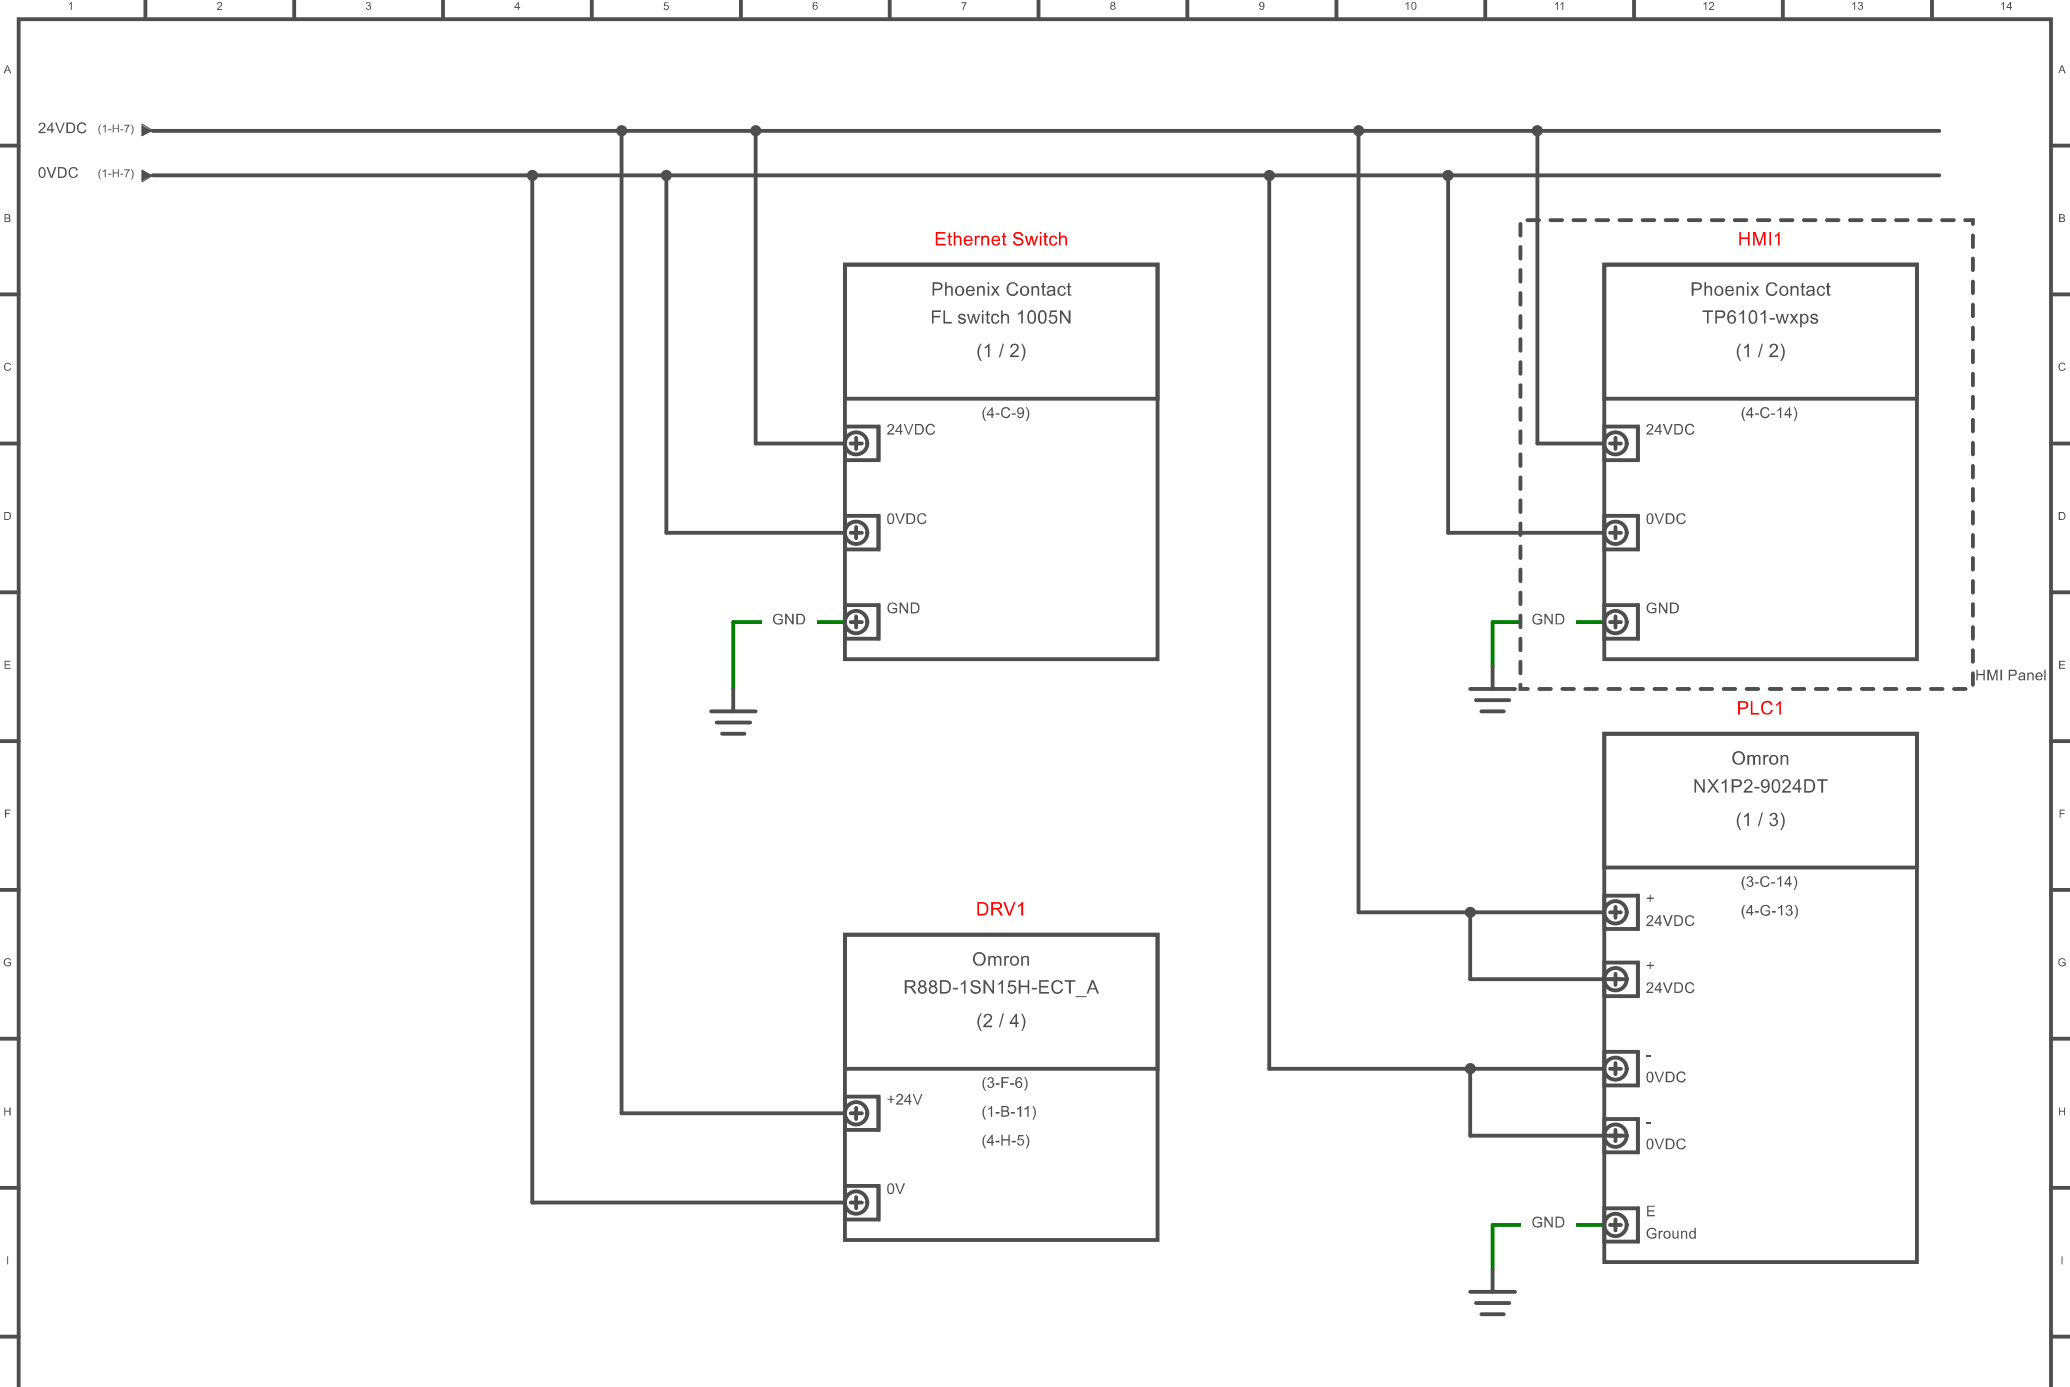 1 2 3 4 5 6 7 8 9 10 11 12 13 14
A A
24VDC (1-H-7)
0VDC (1-H-7)
B B
Ethernet Switch
Phoenix Contact
FL switch 1005N
(1 / 2)
(4-C-9)
24VDC
0VDC
GND
GND
HMI1
Phoenix Contact
TP6101-wxps
(1 / 2)
(4-C-14)
24VDC
0VDC
GND
GND
HMI Panel
C C
D D
E E
DRV1
Omron
R88D-1SN15H-ECT_A
(2 / 4)
(3-F-6)
(1-B-11)
(4-H-5)
+24V
0V
PLC1
Omron
NX1P2-9024DT
(1 / 3)
(3-C-14)
(4-G-13)
+
24VDC
+
24VDC
-
0VDC
-
0VDC
E
Ground
GND
F F
G G
H H
I I